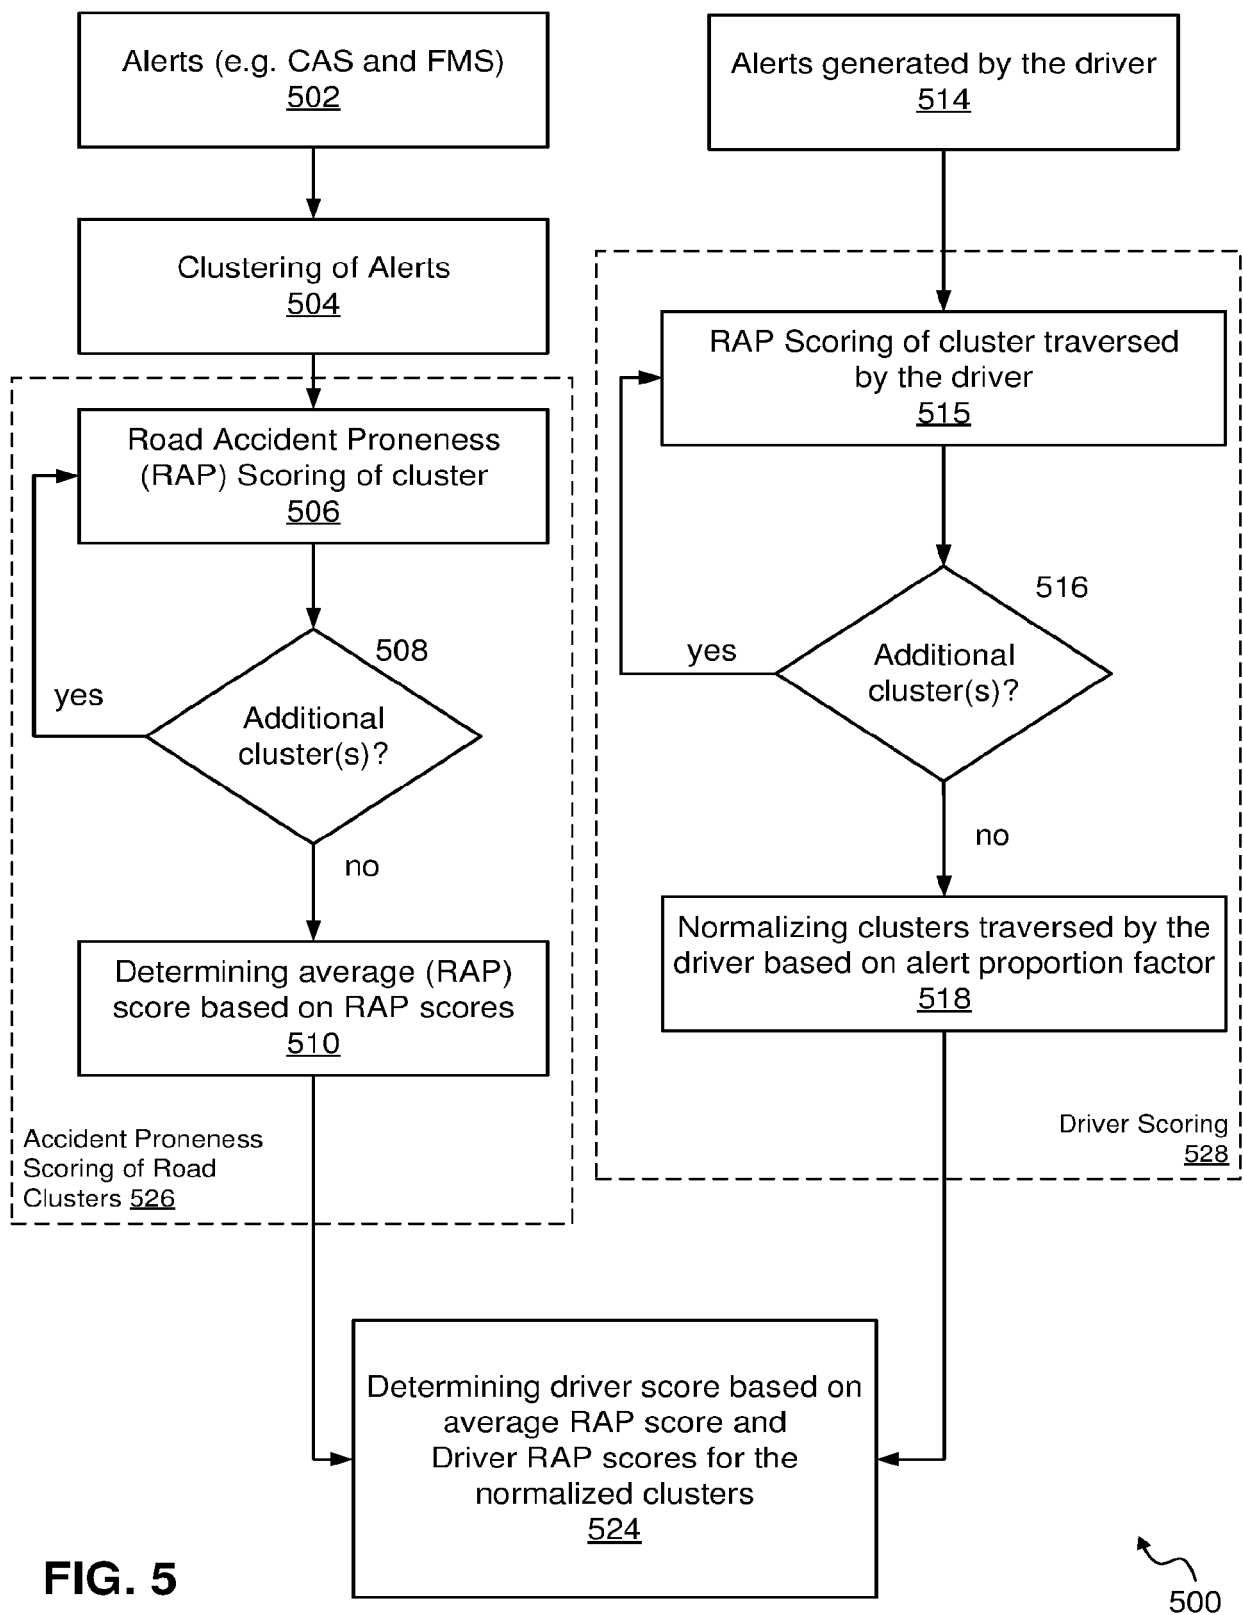 Alerts (e.g. CAS and FMS)
502
Clustering of Alerts
504
Road Accident Proneness
(RAP) Scoring of cluster
506
508
yes
Additional
cluster(s)?
no
Determining average (RAP)
score based on RAP scores
510
Accident Proneness
Scoring of Road
Clusters 526
Alerts generated by the driver
514
RAP Scoring of cluster traversed
by the driver
515
516
yes
Additional
cluster(s)?
no
Normalizing clusters traversed by the
driver based on alert proportion factor
518
Driver Scoring
528
Determining driver score based on
average RAP score and
Driver RAP scores for the
normalized clusters
524
FIG. 5
500